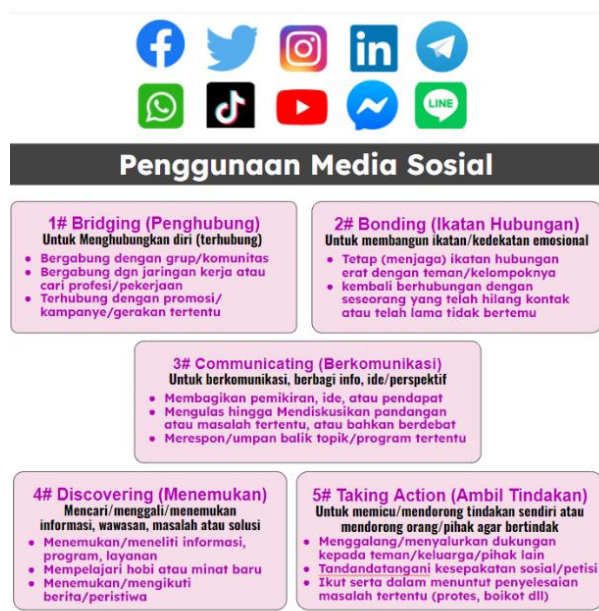 LINE
Penggunaan Media Sosial
1# Bridging (Penghubung)
Untuk Menghubungkan diri (terhubung)
• Bergabung dengan grup/komunitas
• Bergabung dgn jaringan kerja atau
cari profesi/pekerjaan
• Terhubung dengan promosi/
kampanye/gerakan tertentu
2# Bonding (Ikatan Hubungan)
Untuk membangun ikatan/kedekatan emosional
• Tetap (menjaga) ikatan hubungan
erat dengan teman/kelompoknya
• kembali berhubungan dengan
seseorang yang telah hilang kontak
atau telah lama tidak bertemu
3# Communicating (Berkomunikasi)
Untuk berkomunikasi, berbagi info, ide/perspektif
• Membagikan pemikiran, ide, atau pendapat
• Mengulas hingga Mendiskusikan pandangan
atau masalah tertentu, atau bahkan berdebat
• Merespon/umpan balik topik/program tertentu
4# Discovering (Menemukan)
Mencari/menggali/menemukan
informasi, wawasan, masalah atau solusi
• Menemukan/meneliti informasi,
program, layanan
• Mempelajari hobi atau minat baru
• Menemukan/mengikuti
berita/peristiwa
5# Taking Action (Ambil Tindakan)
Untuk memicu/mendorong tindakan sendiri atau
mendorong orang/pihak agar bertindak
• Menggalang/menyalurkan dukungan
kepada teman/keluarga/pihak lain
• Tandandatangani kesepakatan sosial/petisi
• Ikut serta dalam menuntut penyelesaian
masalah tertentu (protes, boikot dll)